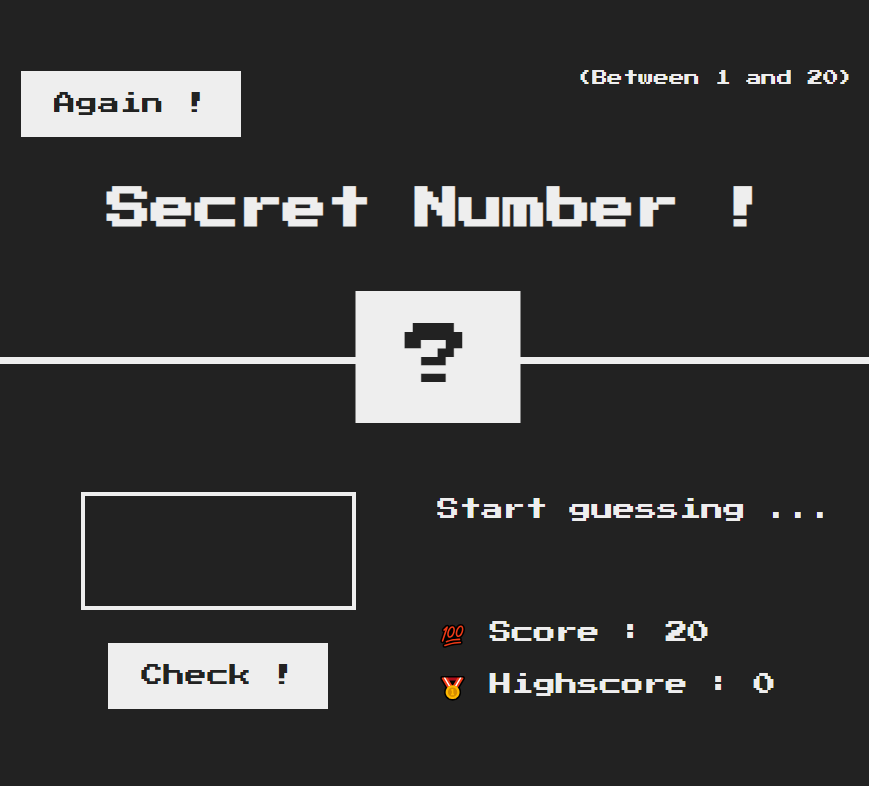 (Between 1 and 20)
Again !
Secret Number !
?
Start guessing ...
💯 Score : 20
Check !
🥇 Highscore : 0